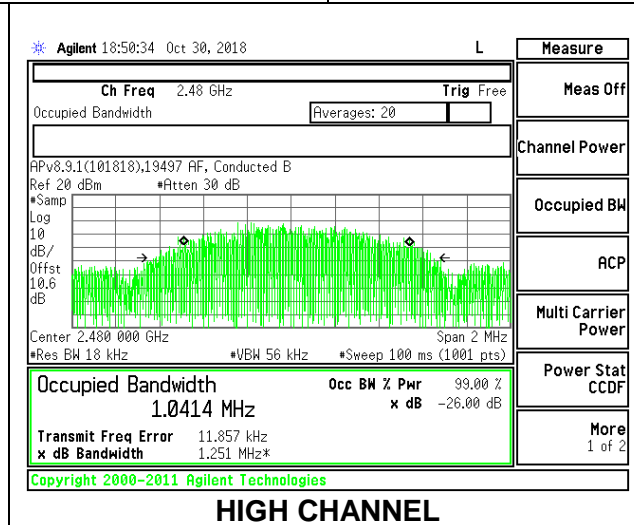 Agilent 18:50:34 Oct 30, 2018 L
Measure
Ch Freq 2.48 GHz Trig Free
Occupied Bandwidth Averages: 20
APv8.9.1(101818),19497 AF, Conducted B
Ref 20 dBm #Atten 30 dB
#Samp
Log
10
dB/
Offst
10.6
dB
Center 2.480 000 GHz Span 2 MHz
#Res BW 18 kHz #VBW 56 kHz #Sweep 100 ms (1001 pts)
Occupied Bandwidth Occ BW % Pwr 99.00 %
1.0414 MHz x dB -26.00 dB
Transmit Freq Error 11.857 kHz
x dB Bandwidth 1.251 MHz*
Copyright 2000-2011 Agilent Technologies
Meas Off
Channel Power
Occupied BW
ACP
Multi Carrier
Power
Power Stat
CCDF
More
1 of 2
HIGH CHANNEL